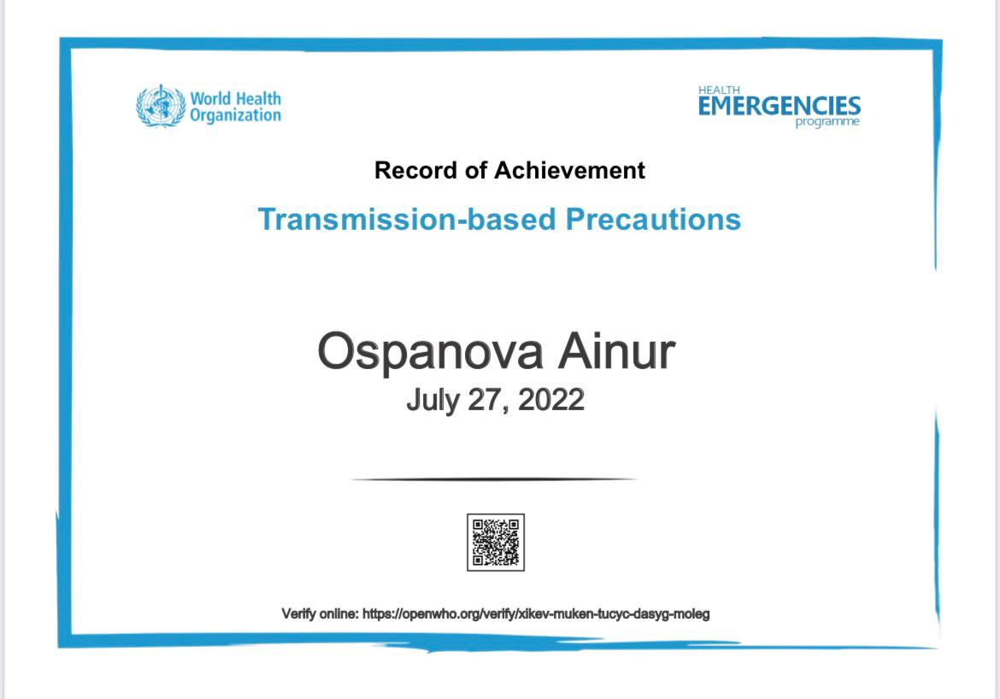 World Health
Organization
HEALTH
EMERGENCIES
programme
Record of Achievement
Transmission-based Precautions
Ospanova Ainur
July 27, 2022
Verify online: https://openwho.org/verify/xikev-muken-tucyc-dasyg-moleg